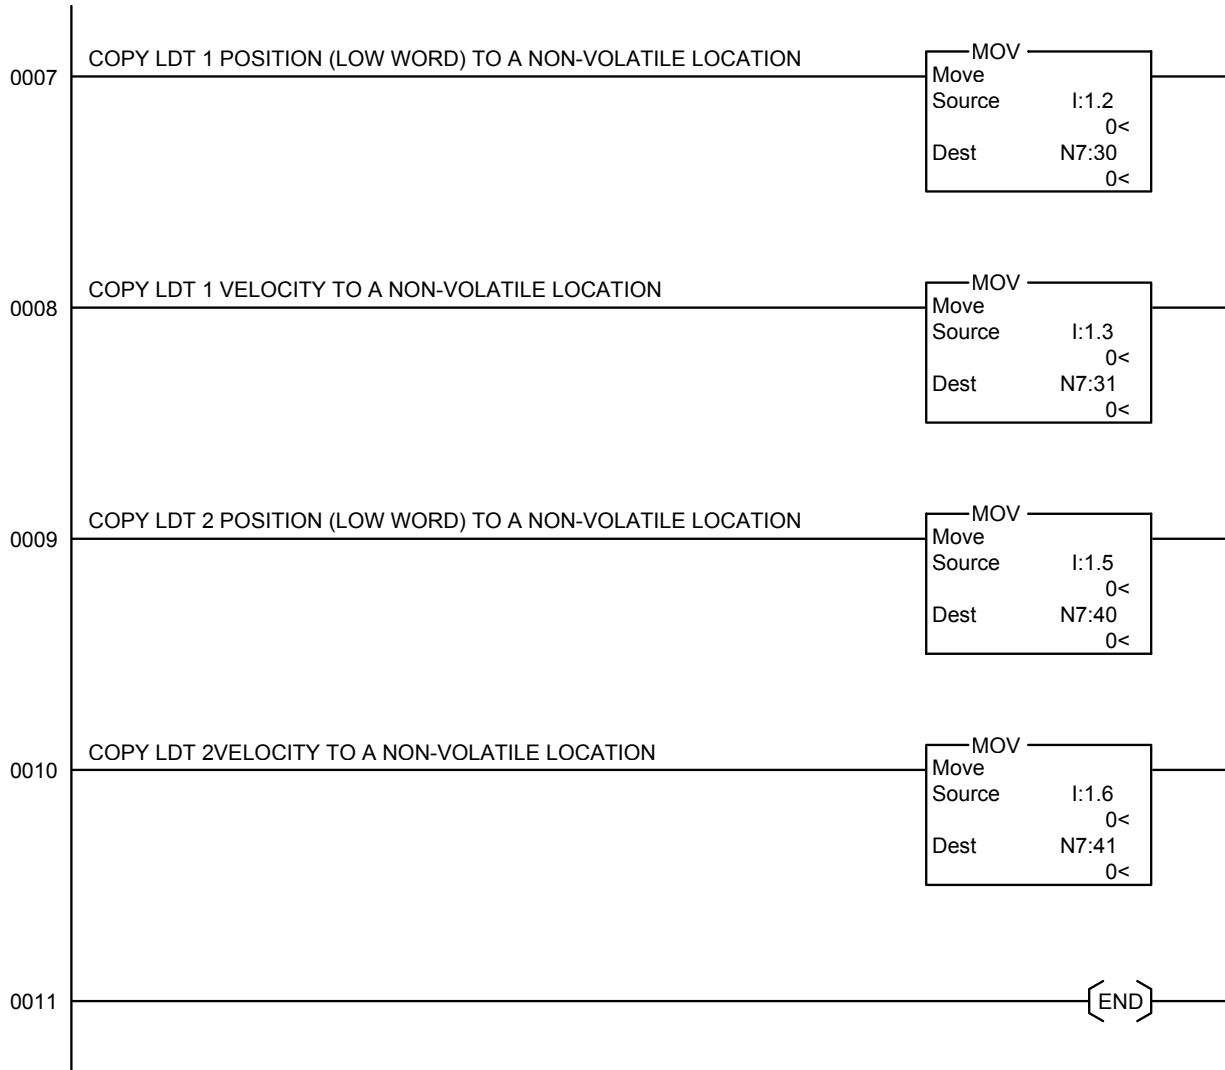 COPY LDT 1 POSITION (LOW WORD) TO A NON-VOLATILE LOCATION
0007
MOV
Move
Source I:1.2
0<
Dest N7:30
0<
COPY LDT 1 VELOCITY TO A NON-VOLATILE LOCATION
0008
MOV
Move
Source I:1.3
0<
Dest N7:31
0<
COPY LDT 2 POSITION (LOW WORD) TO A NON-VOLATILE LOCATION
0009
MOV
Move
Source I:1.5
0<
Dest N7:40
0<
COPY LDT 2VELOCITY TO A NON-VOLATILE LOCATION
0010
MOV
Move
Source I:1.6
0<
Dest N7:41
0<
0011
END